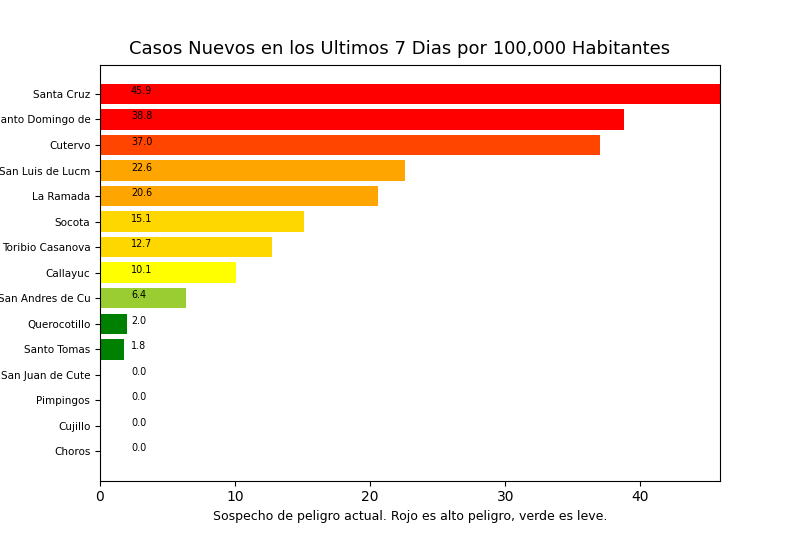 Casos Nuevos en los Ultimos 7 Dias por 100,000 Habitantes
Santa Cruz 45.9
anto Domingo de 38.8
Cutervo 37.0
San Luis de Lucm 22.6
La Ramada 20.6
Socota 15.1
Toribio Casanova 12.7
Callayuc 10.1
San Andres de Cu 6.4
Querocotillo 2.0
Santo Tomas 1.8
San Juan de Cute 0.0
Pimpingos 0.0
Cujillo 0.0
Choros 0.0
0 10 20 30 40
Sospecho de peligro actual. Rojo es alto peligro, verde es leve.